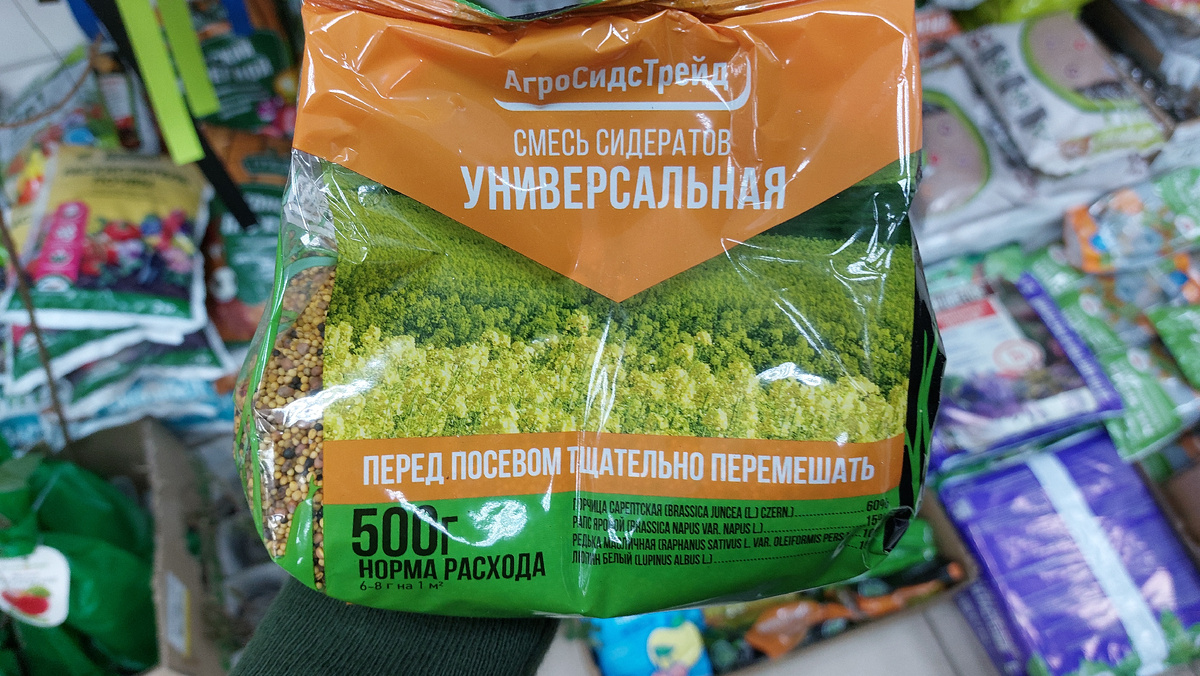 АгроСидсТрейд
СМЕСЬ СИДЕРАТОВ
УНИВЕРСАЛЬНАЯ
ПЕРЕД ПОСЕВОМ ТЩАТЕЛЬНО ПЕРЕМЕШАТЬ
500г
НОРМА РАСХОДА
6-8 г на 1 м²
ГОРЧИЦА САРЕПТСКАЯ (BRASSICA JUNCEA (L.) CZERN.) 60%
РАПС ЯРОВОЙ (BRASSICA NAPUS VAR. NAPUS L.)
РЕДЬКА МАСЛИЧНАЯ (RAPHANUS SATIVUS L. VAR. OLEIFORMIS PERS
ЛЮПИН БЕЛЫЙ (LUPINUS ALBUS L.)